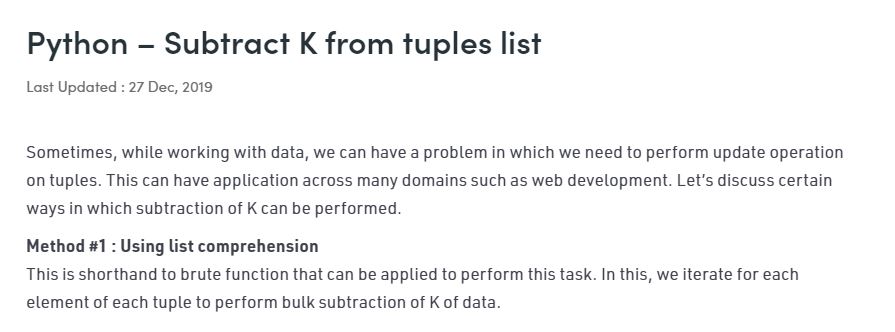 Python – Subtract K from tuples list
Last Updated : 27 Dec, 2019
Sometimes, while working with data, we can have a problem in which we need to perform update operation
on tuples. This can have application across many domains such as web development. Let’s discuss certain
ways in which subtraction of K can be performed.
Method #1 : Using list comprehension
This is shorthand to brute function that can be applied to perform this task. In this, we iterate for each
element of each tuple to perform bulk subtraction of K of data.